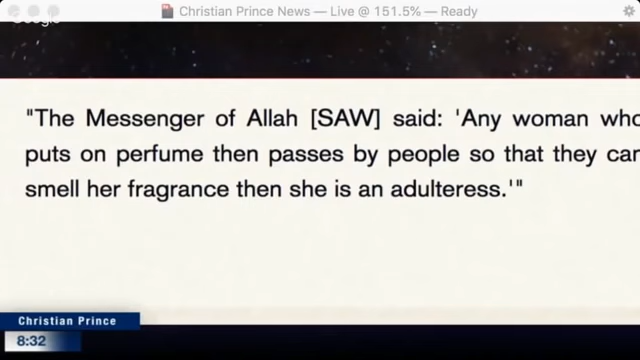 Christian Prince News — Live @ 151.5% — Ready
Google
"The Messenger of Allah [SAW] said: 'Any woman who
puts on perfume then passes by people so that they can
smell her fragrance then she is an adulteress.'"
Christian Prince
8:32